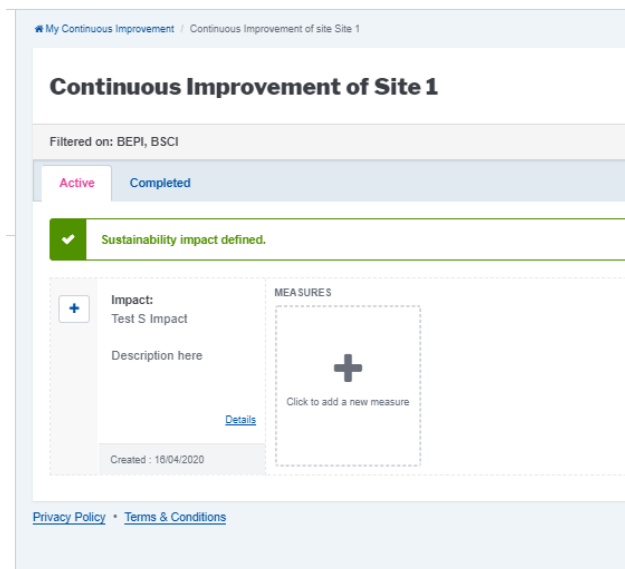 My Continuous Improvement / Continuous Improvement of site Site 1
Continuous Improvement of Site 1
Filtered on: BEPI, BSCI
Active Completed
Sustainability impact defined.
Impact:
Test S Impact
Description here
Details
Created : 16/04/2020
MEASURES
Click to add a new measure
Privacy Policy • Terms & Conditions